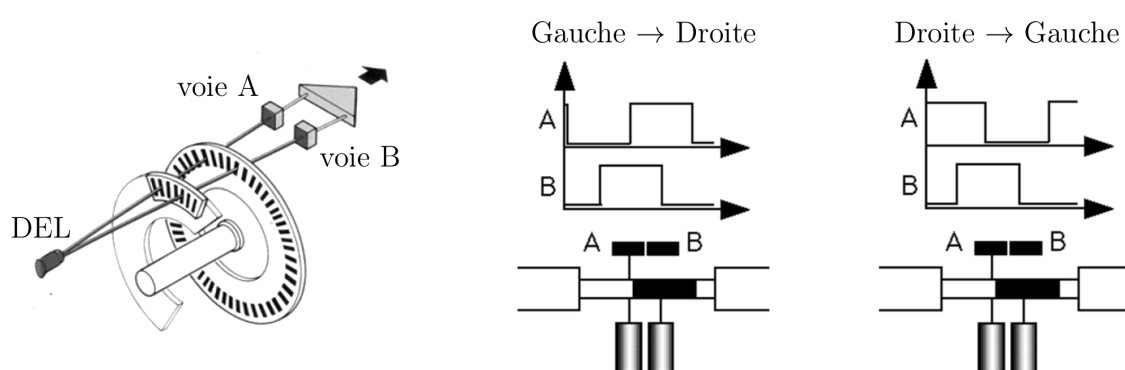 voie A
voie B
DEL
Gauche → Droite
A
B
A B
Droite → Gauche
A
B
A B